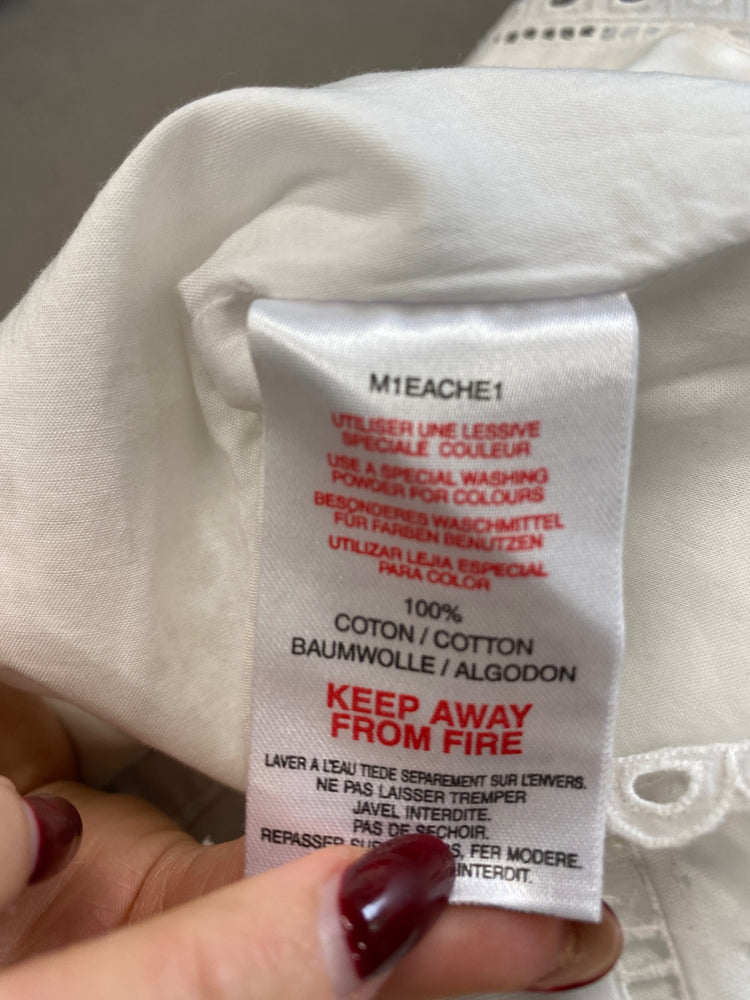 M1EACHE1
UTILISER UNE LESSIVE
SPECIALE COULEUR
USE A SPECIAL WASHING
POWDER FOR COLOURS
BESONDERES WASCHMITTEL
FÜR FARBEN BENUTZEN
UTILIZAR LEJIA ESPECIAL
PARA COLOR
100%
COTON / COTTON
BAUMWOLLE / ALGODON
KEEP AWAY
FROM FIRE
LAVER A L'EAU TIEDE SEPAREMENT SUR L'ENVERS.
NE PAS LAISSER TREMPER
JAVEL INTERDITE.
PAS DE SECHOIR.
REPASSER SUR FER MODERE.
INTERDIT.